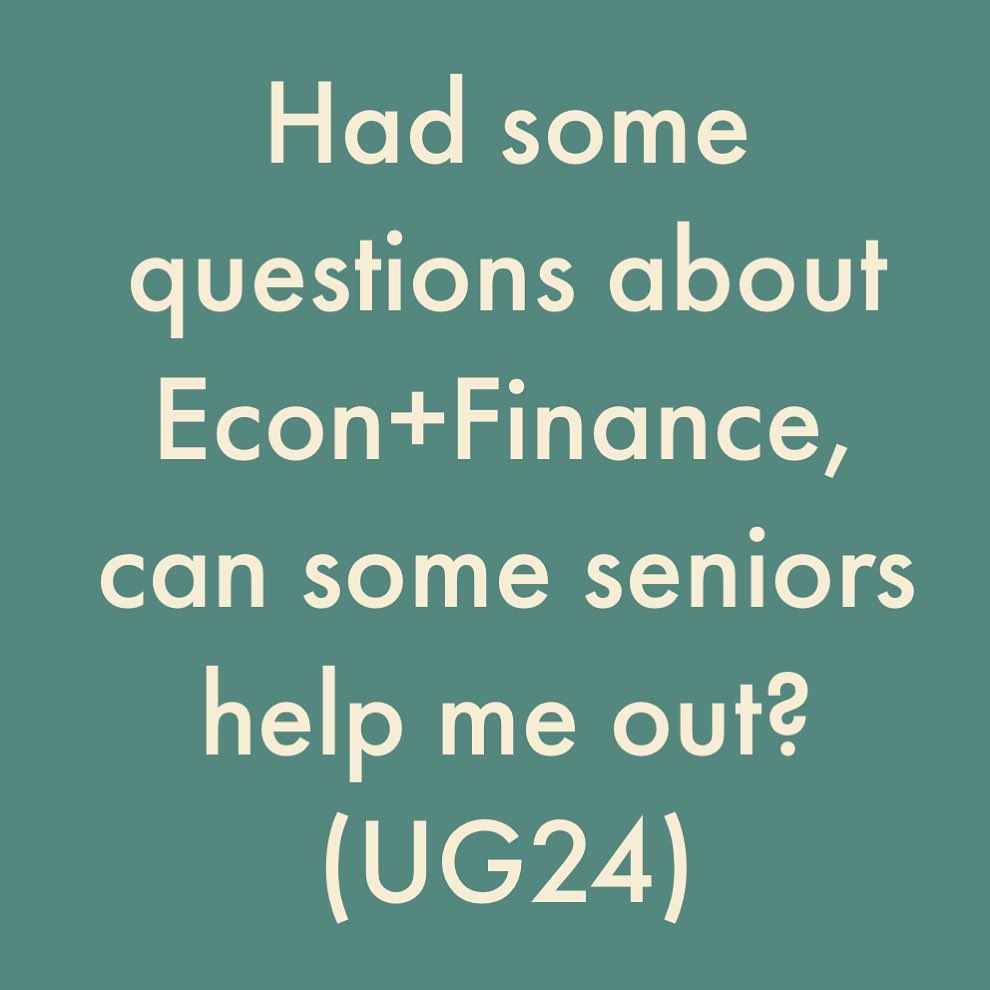 Had some
questions about
Econ+Finance,
can some seniors
help me out?
(UG24)